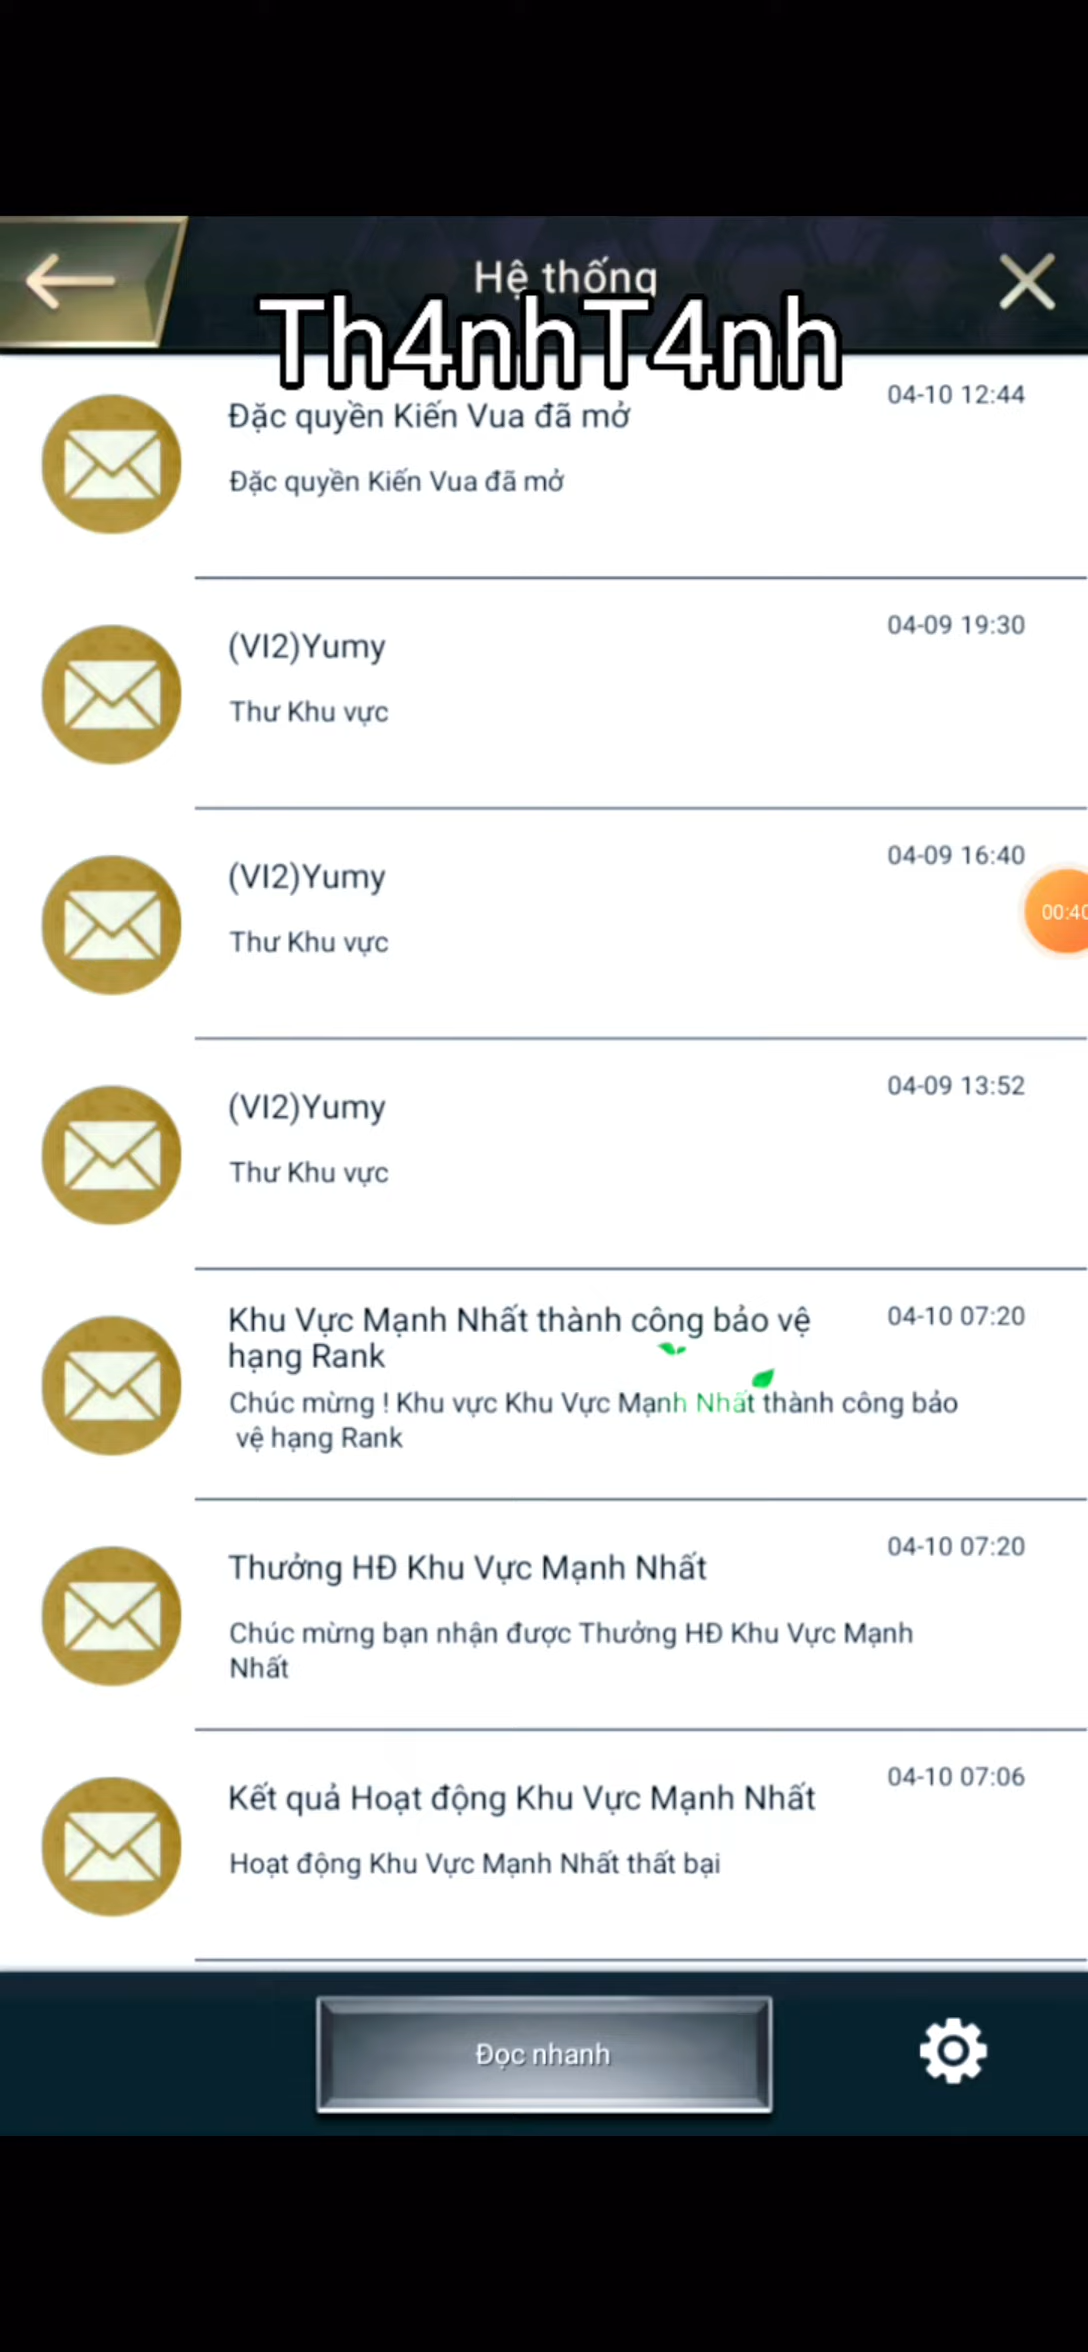 Hệ thống
Th4nhT4nh
04-10 12:44
Đặc quyền Kiến Vua đã mở
Đặc quyền Kiến Vua đã mở
04-09 19:30
(VI2)Yumy
Thư Khu vực
04-09 16:40
(VI2)Yumy
00:40
Thư Khu vực
04-09 13:52
(VI2)Yumy
Thư Khu vực
Khu Vực Mạnh Nhất thành công bảo vệ
04-10 07:20
hạng Rank
Chúc mừng ! Khu vực Khu Vực Mạnh Nhất thành công bảo
vệ hạng Rank
04-10 07:20
Thưởng HĐ Khu Vực Mạnh Nhất
Chúc mừng bạn nhận được Thưởng HĐ Khu Vực Mạnh
Nhất
04-10 07:06
Kết quả Hoạt động Khu Vực Mạnh Nhất
Hoạt động Khu Vực Mạnh Nhất thất bại
Đọc nhanh